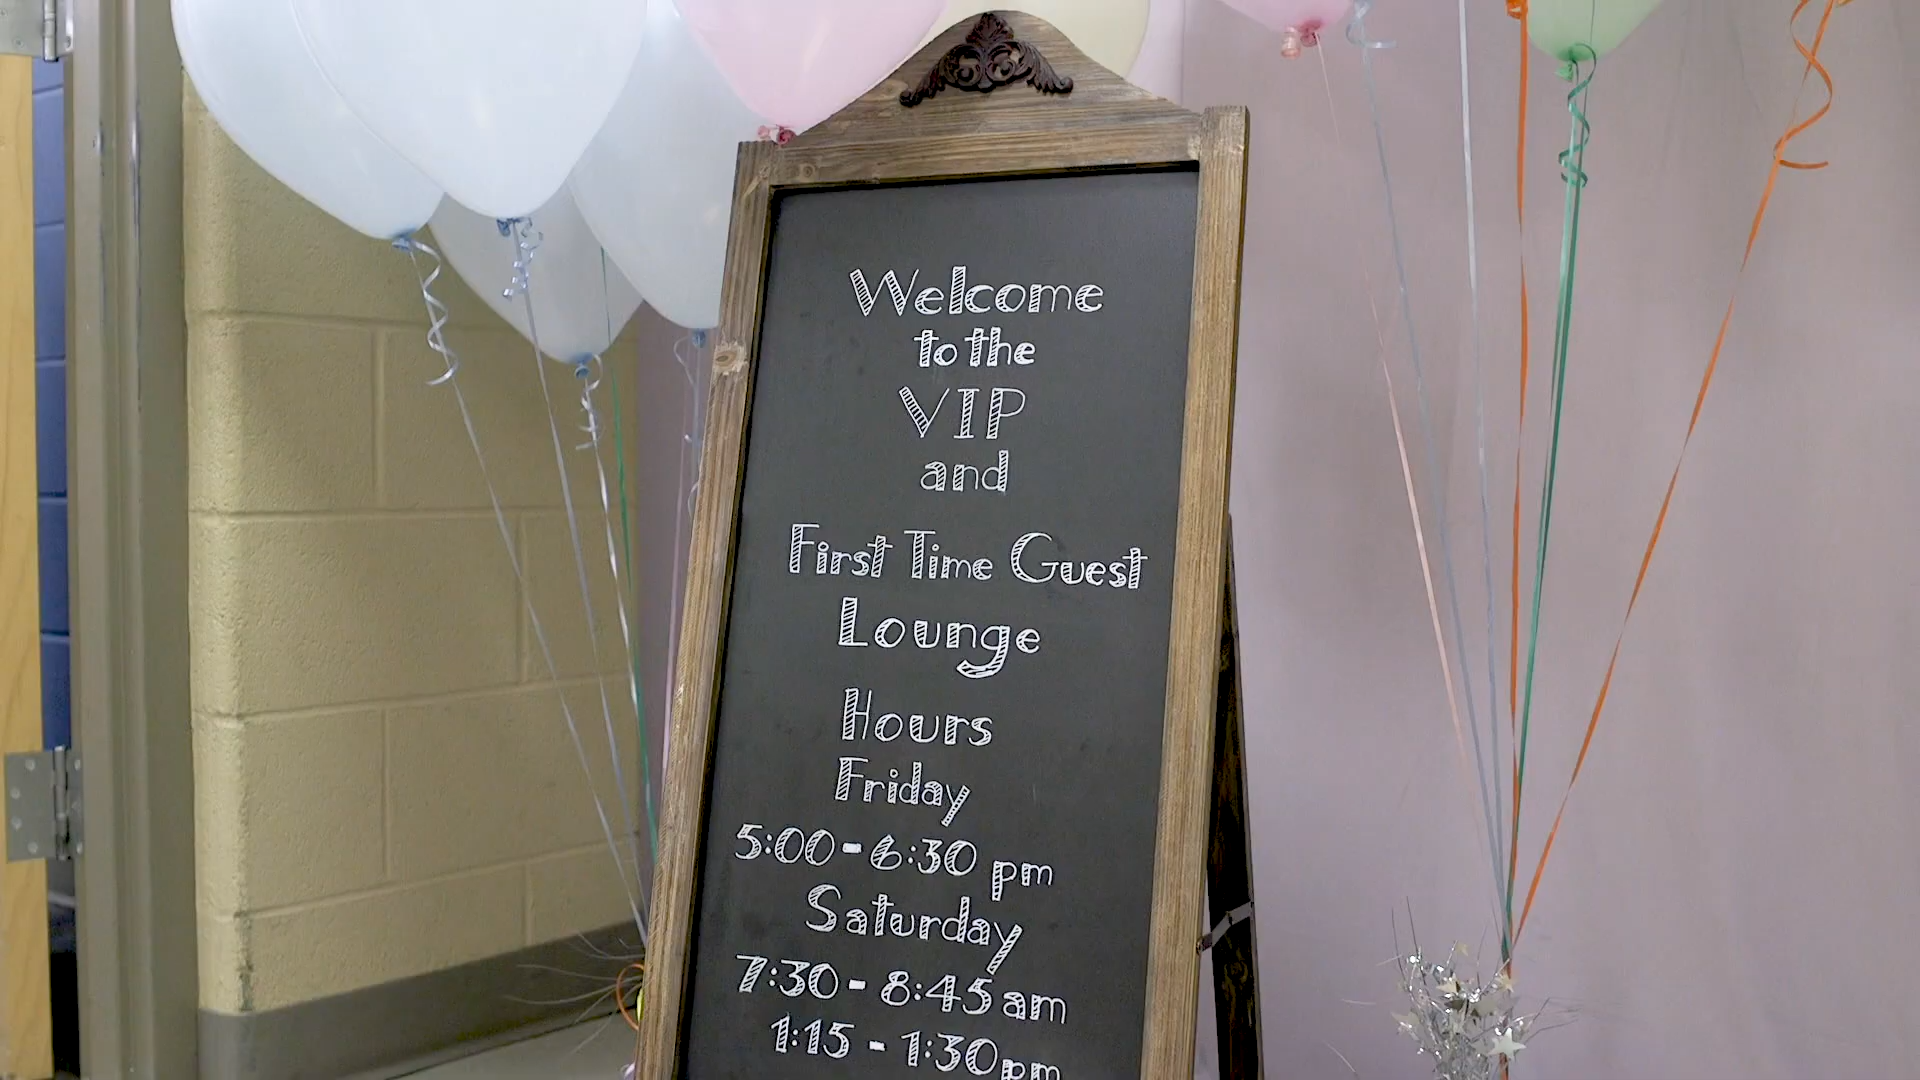 Welcome
to the
VIP
and
First Time Guest
Lounge
Hours
Friday
5:00-6:30 pm
Saturday
7:30-8:45 am
1:15-1:30pm